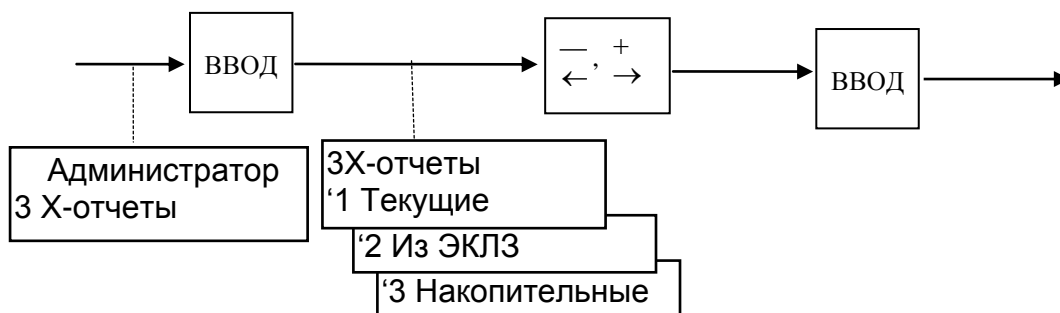 ВВОД
— , +
← →
ВВОД
Администратор
3 Х-отчеты
3Х-отчеты
‘1 Текущие
‘2 Из ЭКЛЗ
‘3 Накопительные